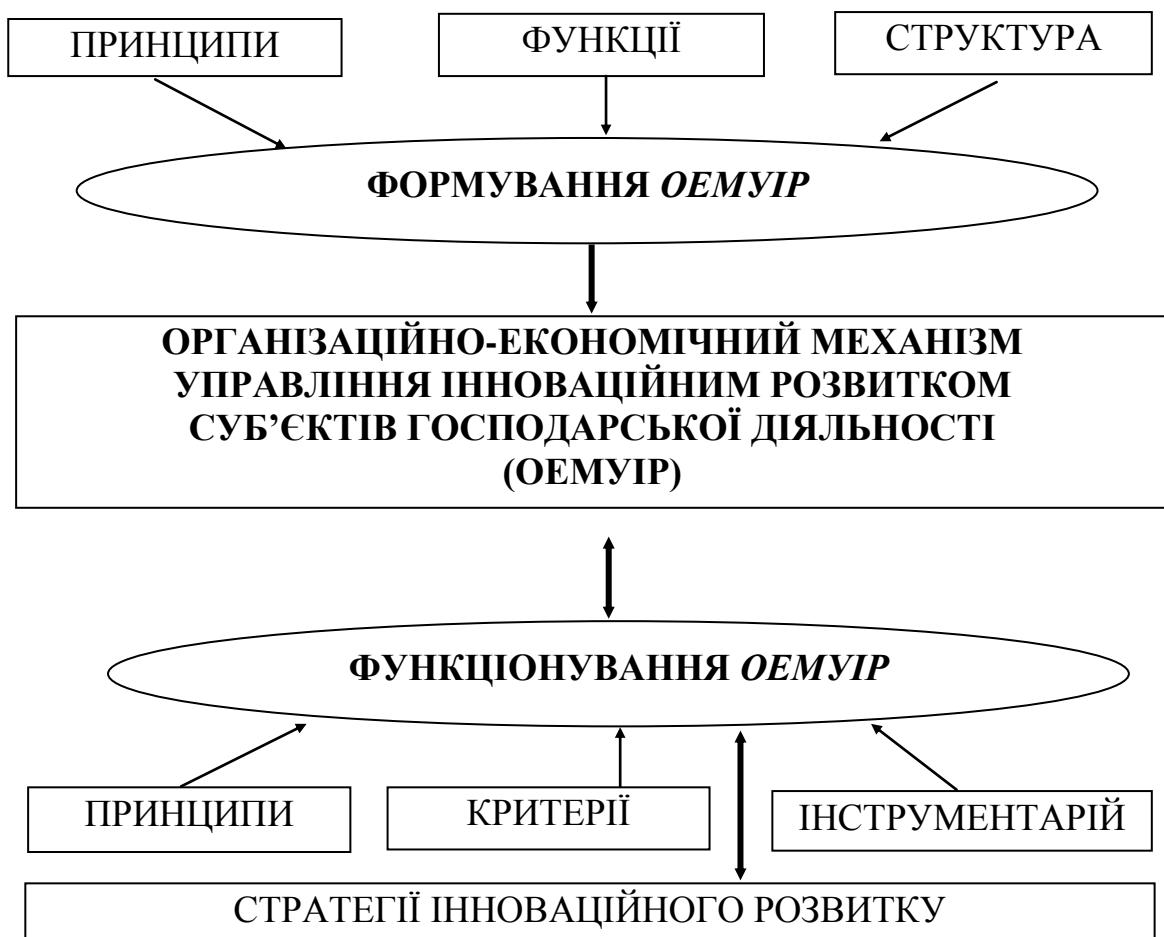 ПРИНЦИПИ
ФУНКЦІЇ
СТРУКТУРА
ФОРМУВАННЯ ОЕМУІР
ОРГАНІЗАЦІЙНО-ЕКОНОМІЧНИЙ МЕХАНІЗМ
УПРАВЛІННЯ ІННОВАЦІЙНИМ РОЗВИТКОМ
СУБ’ЄКТІВ ГОСПОДАРСЬКОЇ ДІЯЛЬНОСТІ
(ОЕМУІР)
ФУНКЦІОНУВАННЯ ОЕМУІР
ПРИНЦИПИ
КРИТЕРІЇ
ІНСТРУМЕНТАРІЙ
СТРАТЕГІЇ ІННОВАЦІЙНОГО РОЗВИТКУ